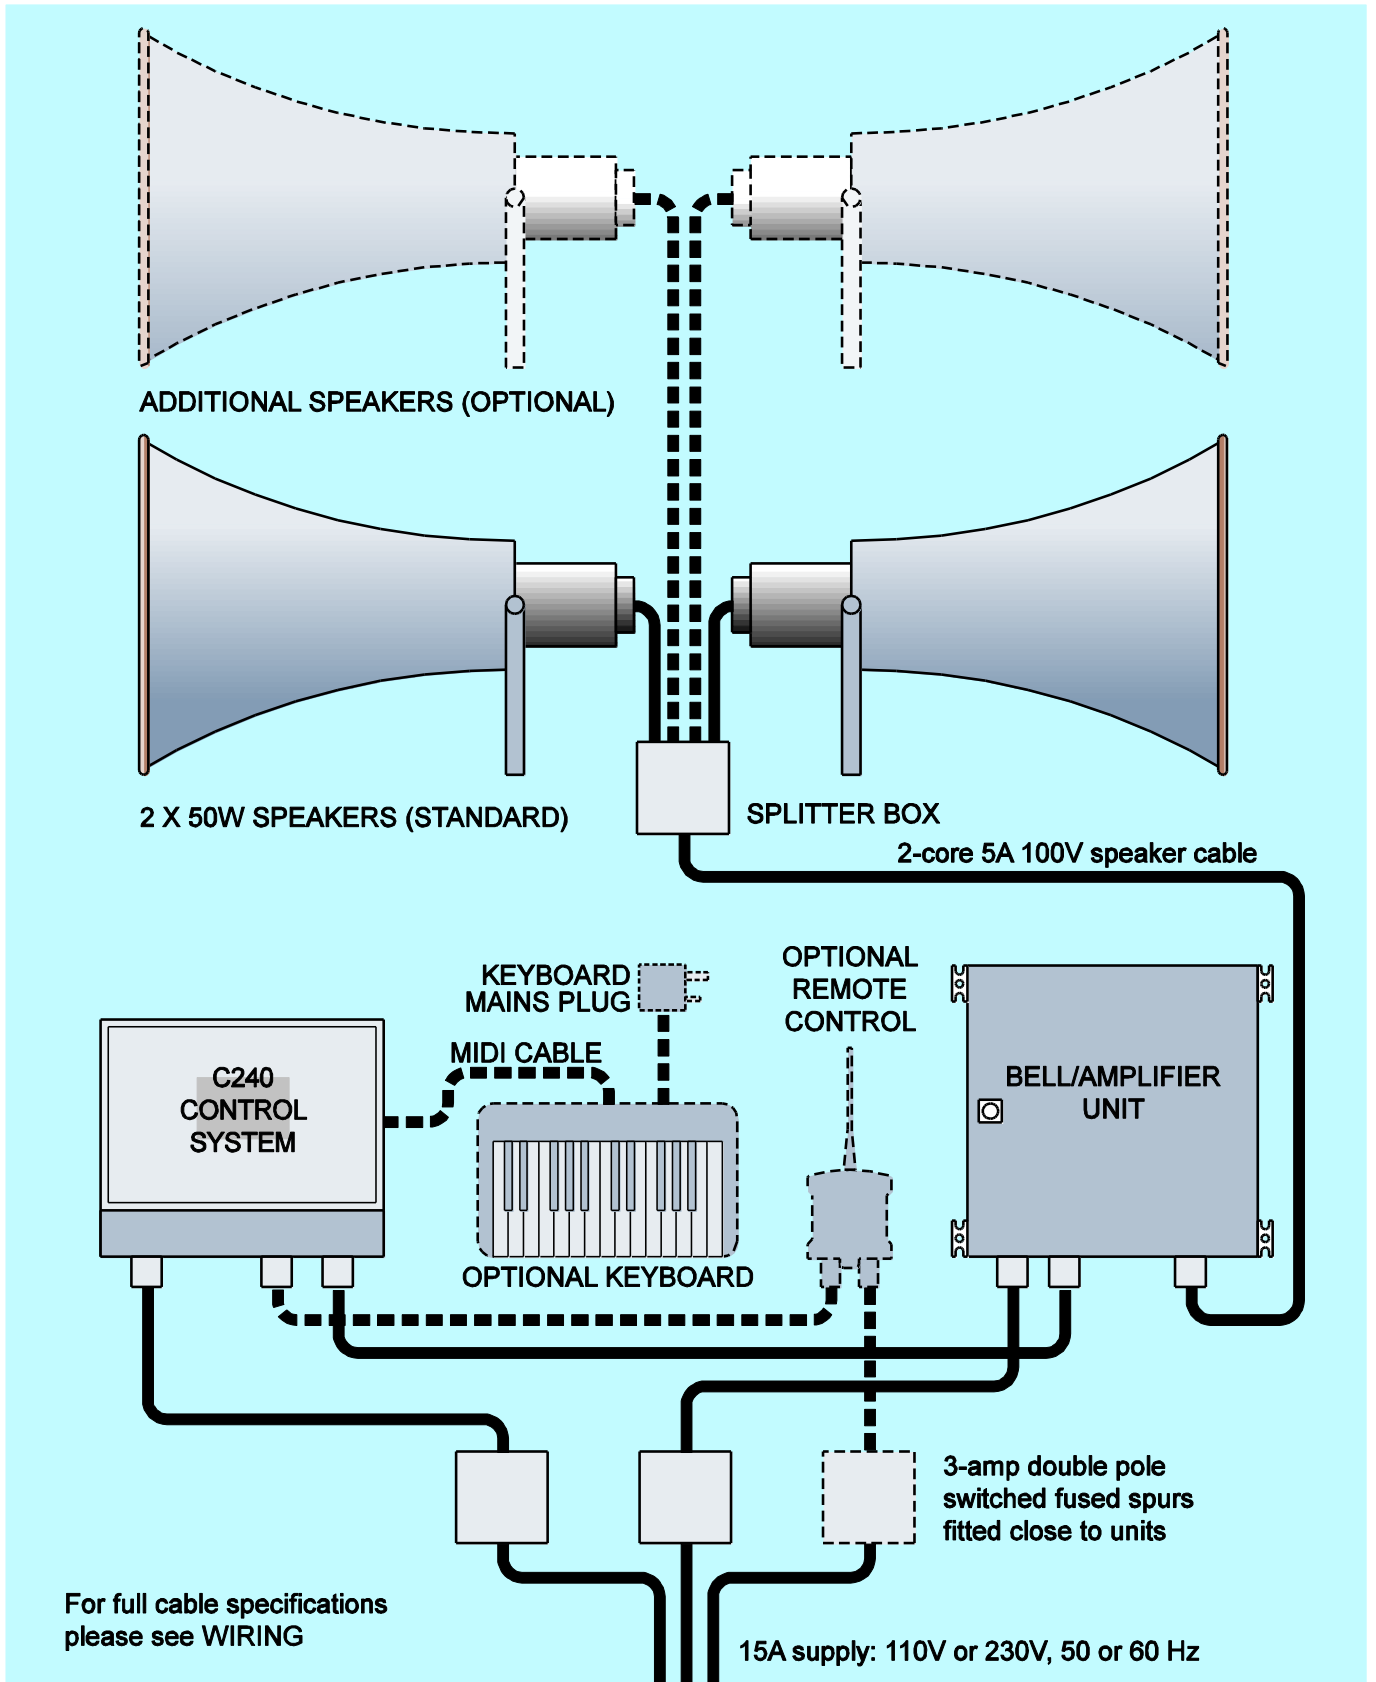 ADDITIONAL SPEAKERS (OPTIONAL)
2 X 50W SPEAKERS (STANDARD)
SPLITTER BOX
2-core 5A 100V speaker cable
KEYBOARD
MAINS PLUG
OPTIONAL
REMOTE
CONTROL
MIDI CABLE
C240
CONTROL
SYSTEM
BELL/AMPLIFIER
UNIT
OPTIONAL KEYBOARD
3-amp double pole
switched fused spurs
fitted close to units
For full cable specifications
please see WIRING
15A supply: 110V or 230V, 50 or 60 Hz